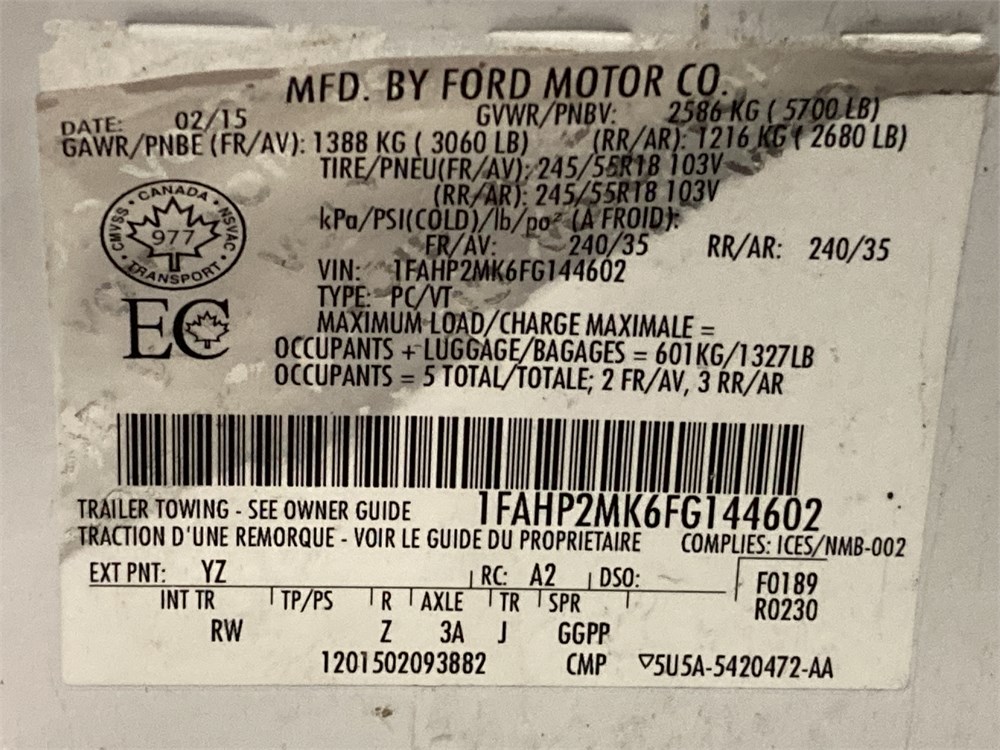 MFD. BY FORD MOTOR CO.
DATE: 02/15 GVWR/PNBV: 2586 KG ( 5700 LB)
GAWR/PNBE (FR/AV): 1388 KG ( 3060 LB) (RR/AR): 1216 KG ( 2680 LB)
TIRE/PNEU(FR/AV): 245/55R18 103V
(RR/AR): 245/55R18 103V
kPa/PSI(COLD)/lb/po² (A FROID):
FR/AV: 240/35 RR/AR: 240/35
CANADA
CMVSS 977 NSVAC
TRANSPORT
VIN: 1FAHP2MK6FG144602
TYPE: PC/VT
EC
MAXIMUM LOAD/CHARGE MAXIMALE =
OCCUPANTS + LUGGAGE/BAGAGES = 601KG/1327LB
OCCUPANTS = 5 TOTAL/TOTALE; 2 FR/AV, 3 RR/AR
TRAILER TOWING - SEE OWNER GUIDE 1FAHP2MK6FG144602
TRACTION D'UNE REMORQUE - VOIR LE GUIDE DU PROPRIETAIRE COMPLIES: ICES/NMB-002
EXT PNT: YZ RC: A2 DSO: F0189
INT TR TP/PS R AXLE TR SPR R0230
RW Z 3A J GGPP
1201502093882 CMP ▽5U5A-5420472-AA